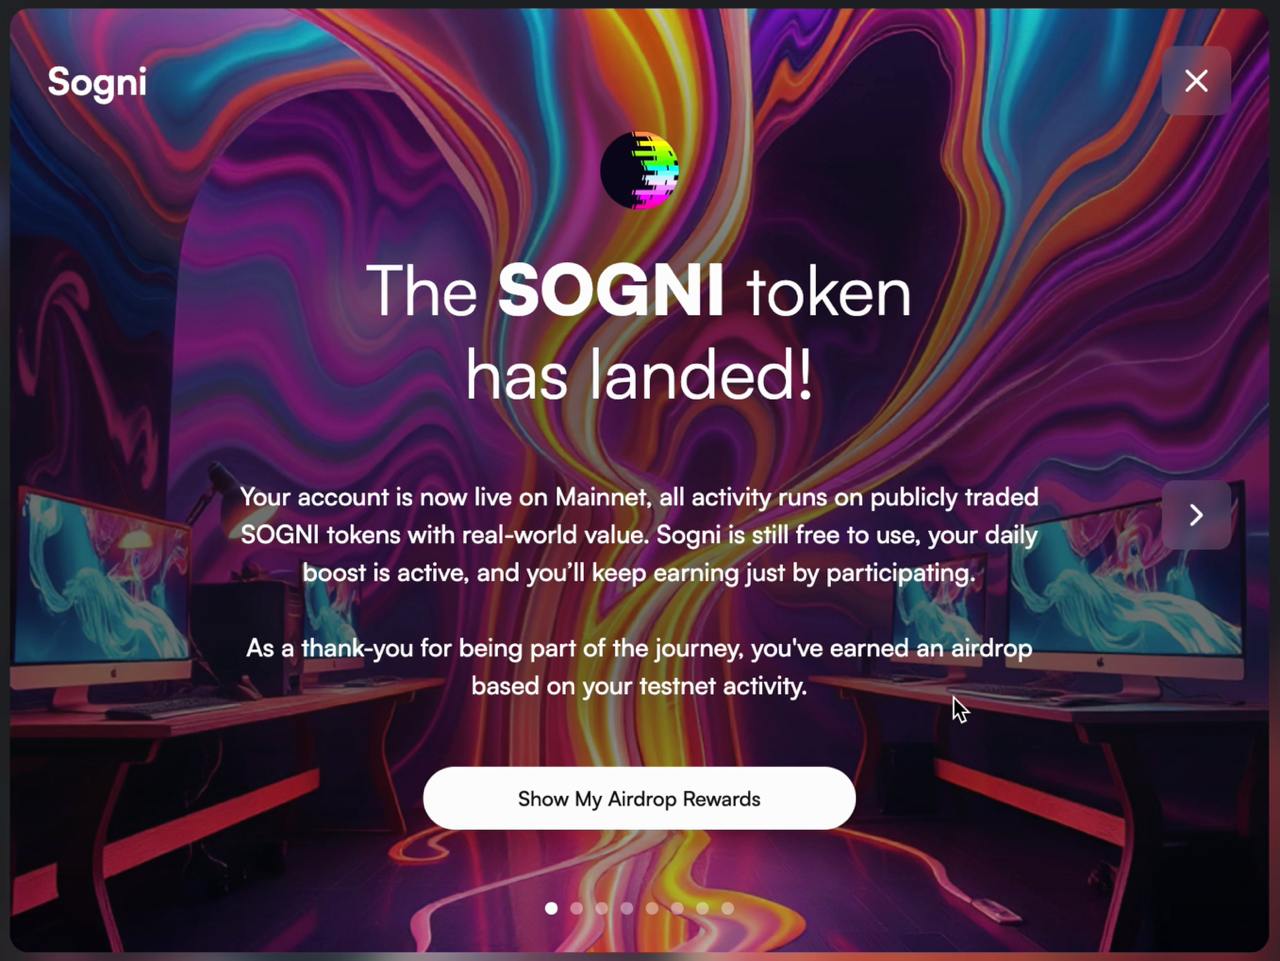 Sogni
The SOGNI token
has landed!
Your account is now live on Mainnet, all activity runs on publicly traded
SOGNI tokens with real-world value. Sogni is still free to use, your daily
boost is active, and you’ll keep earning just by participating.
As a thank-you for being part of the journey, you've earned an airdrop
based on your testnet activity.
Show My Airdrop Rewards